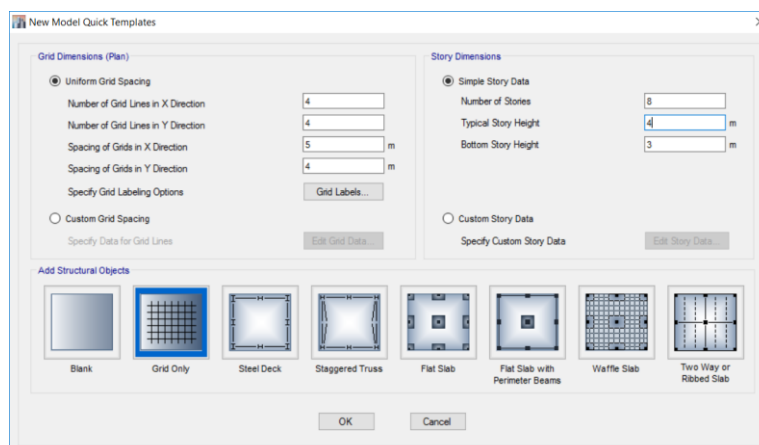 New Model Quick Templates
Grid Dimensions (Plan)
Uniform Grid Spacing
Number of Grid Lines in X Direction 4
Number of Grid Lines in Y Direction 4
Spacing of Grids in X Direction 5 m
Spacing of Grids in Y Direction 4 m
Specify Grid Labeling Options Grid Labels...
Custom Grid Spacing
Specify Data for Grid Lines Edit Grid Data...
Story Dimensions
Simple Story Data
Number of Stories 8
Typical Story Height 4 m
Bottom Story Height 3 m
Custom Story Data
Specify Custom Story Data Edit Story Data...
Add Structural Objects
Blank
Grid Only
Steel Deck
Staggered Truss
Flat Slab
Flat Slab with
Perimeter Beams
Waffle Slab
Two Way or
Ribbed Slab
OK Cancel